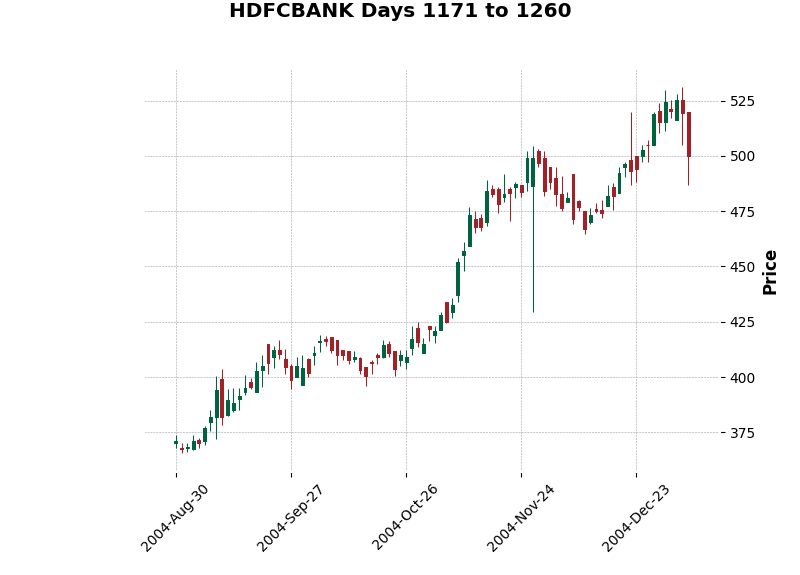 HDFCBANK Days 1171 to 1260
525
500
475
450
425
400
375
Price
2004-Aug-30
2004-Sep-27
2004-Oct-26
2004-Nov-24
2004-Dec-23